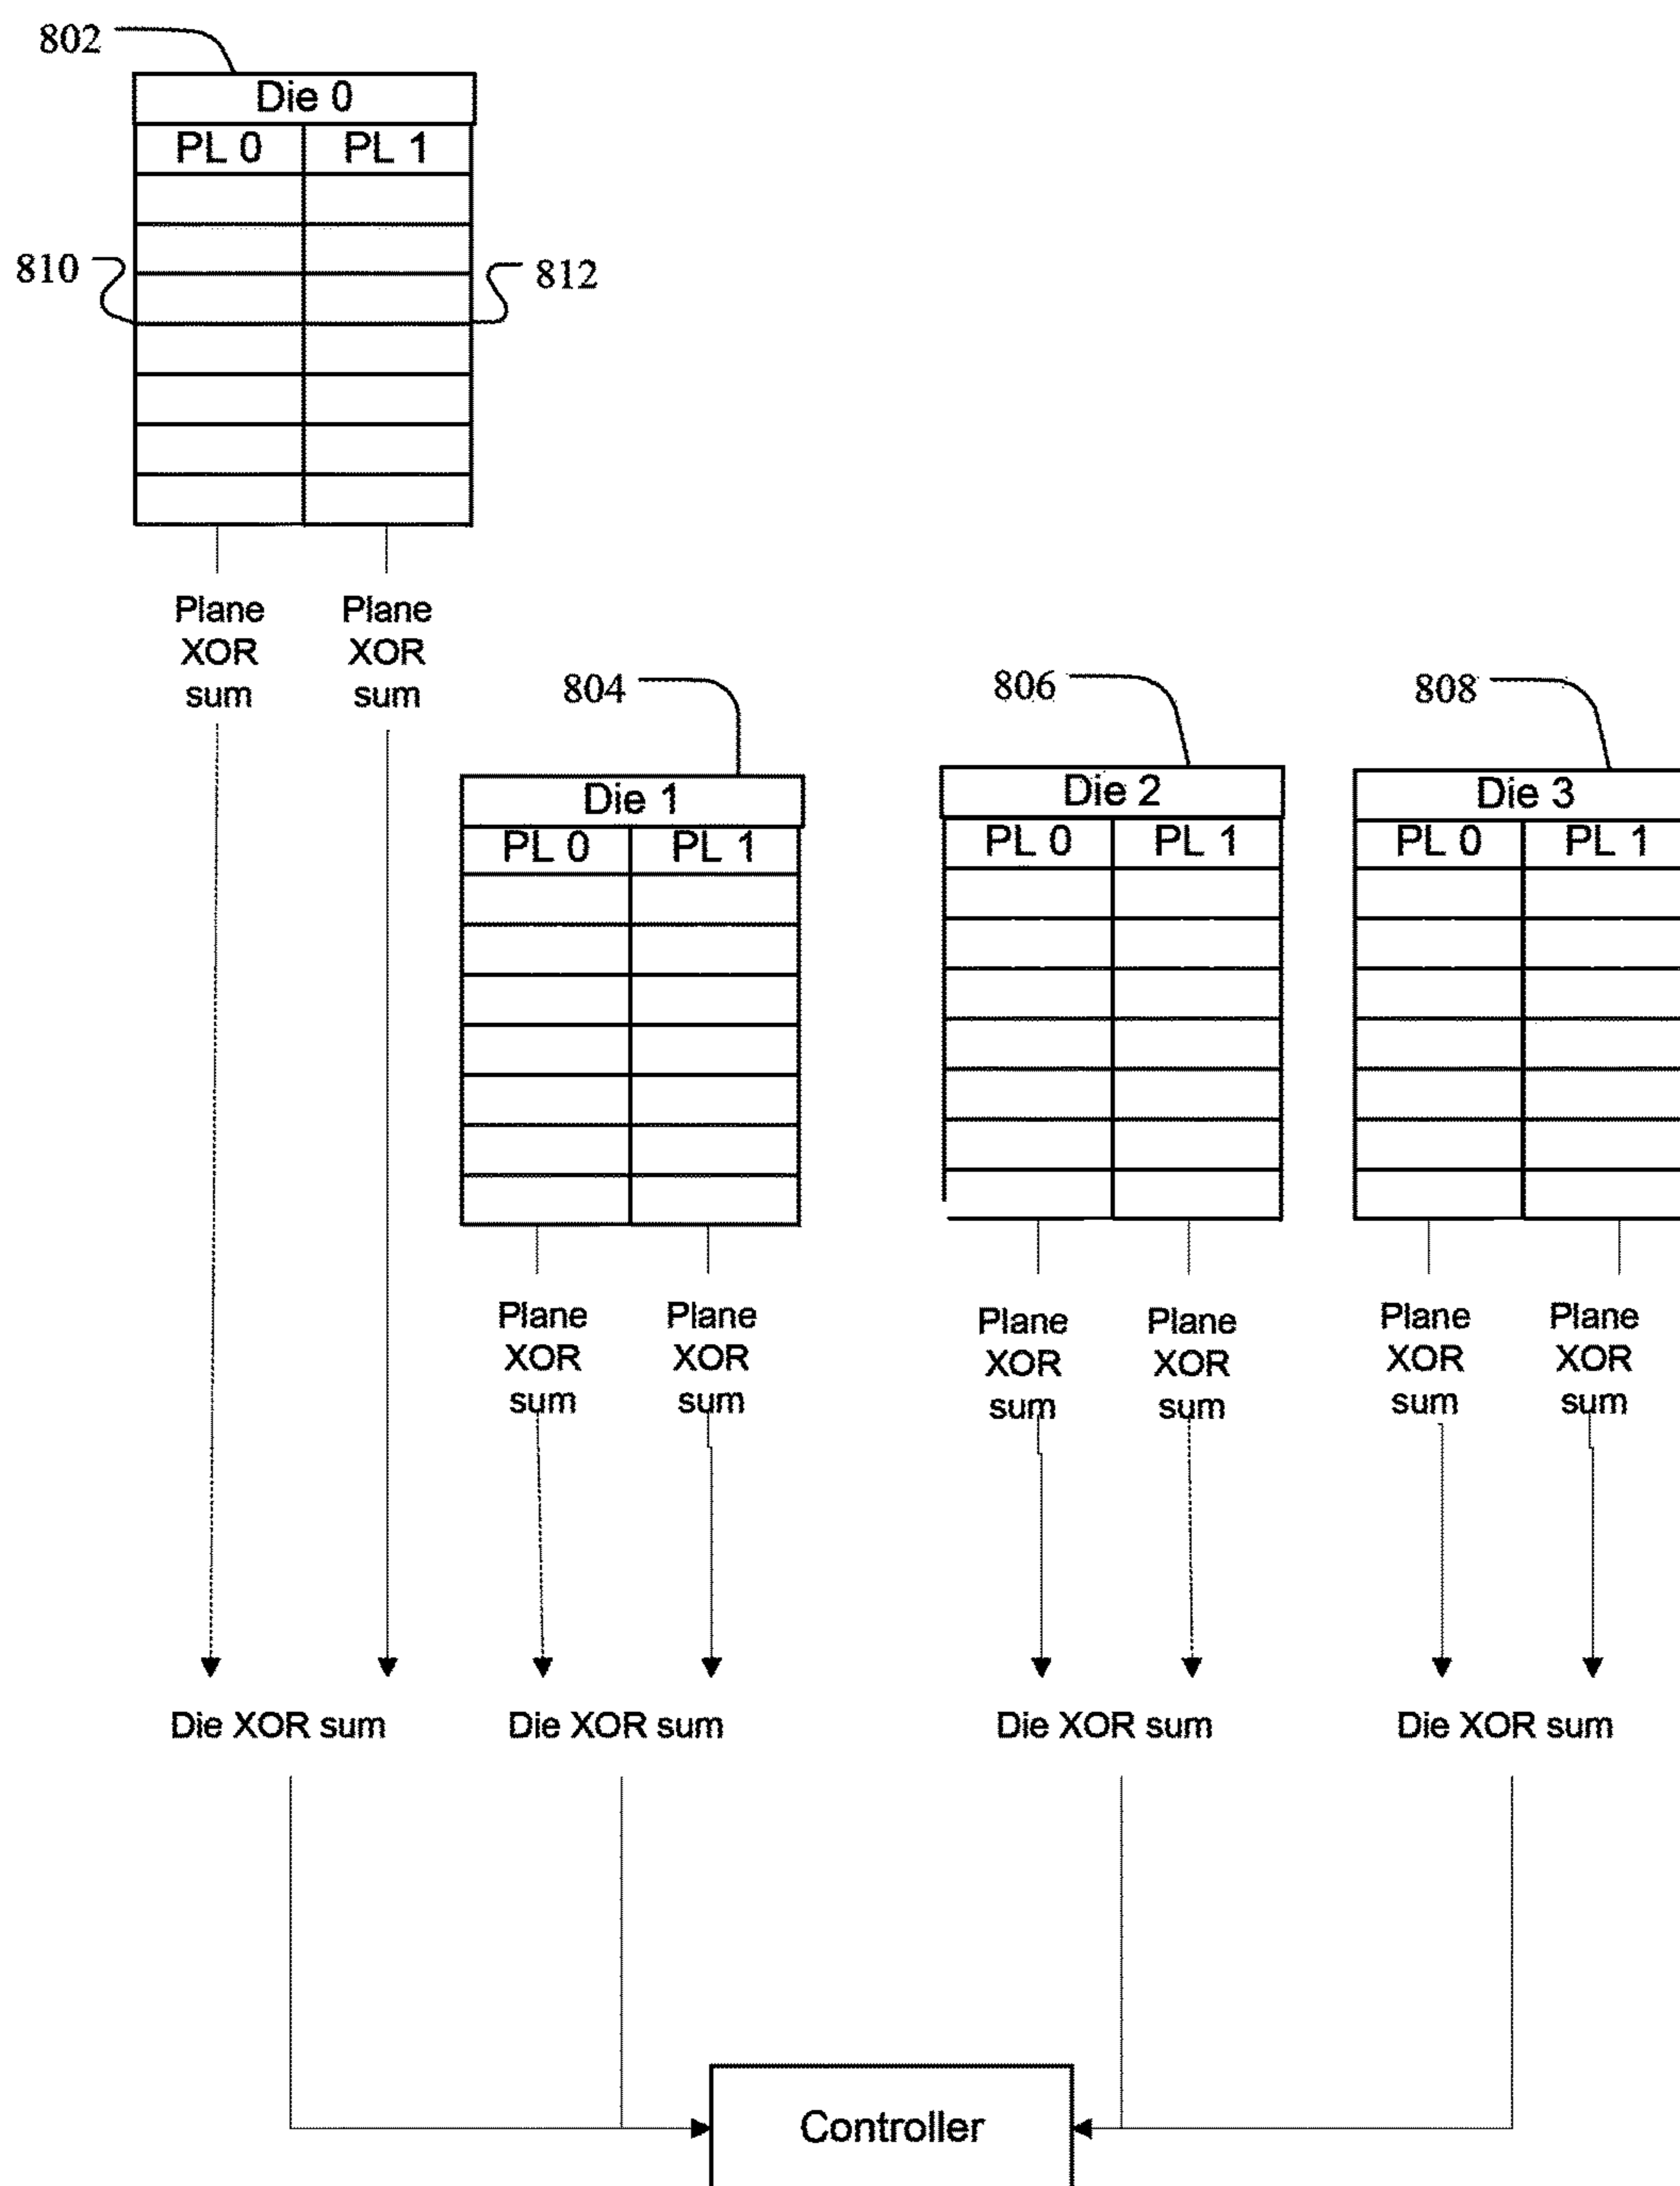 802
Die 0
PL 0 PL 1
810
812
Plane XOR sum
Plane XOR sum
804
806
808
Die 1
PL 0 PL 1
Die 2
PL 0 PL 1
Die 3
PL 0 PL 1
Plane XOR sum
Plane XOR sum
Plane XOR sum
Plane XOR sum
Plane XOR sum
Plane XOR sum
Die XOR sum
Die XOR sum
Die XOR sum
Die XOR sum
Controller